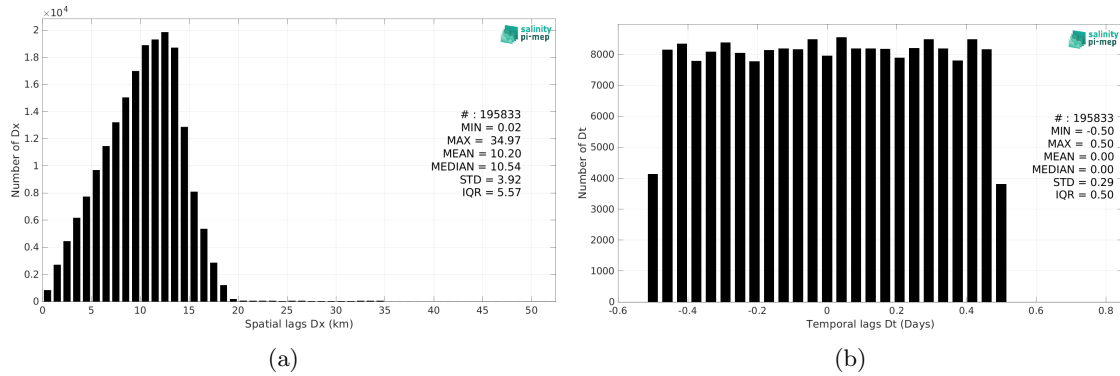 ×10⁴
2
1.8
1.6
1.4
1.2
1
0.8
0.6
0.4
0.2
0
Number of Dx
salinity
pi-mep
# : 195833
MIN = 0.02
MAX = 34.97
MEAN = 10.20
MEDIAN = 10.54
STD = 3.92
IQR = 5.57
0 5 10 15 20 25 30 35 40 45 50
Spatial lags Dx (km)
(a)
8000
7000
6000
5000
4000
3000
2000
1000
0
Number of Dt
salinity
pi-mep
# : 195833
MIN = -0.50
MAX = 0.50
MEAN = 0.00
MEDIAN = 0.00
STD = 0.29
IQR = 0.50
-0.6 -0.4 -0.2 0 0.2 0.4 0.6 0.8
Temporal lags Dt (Days)
(b)